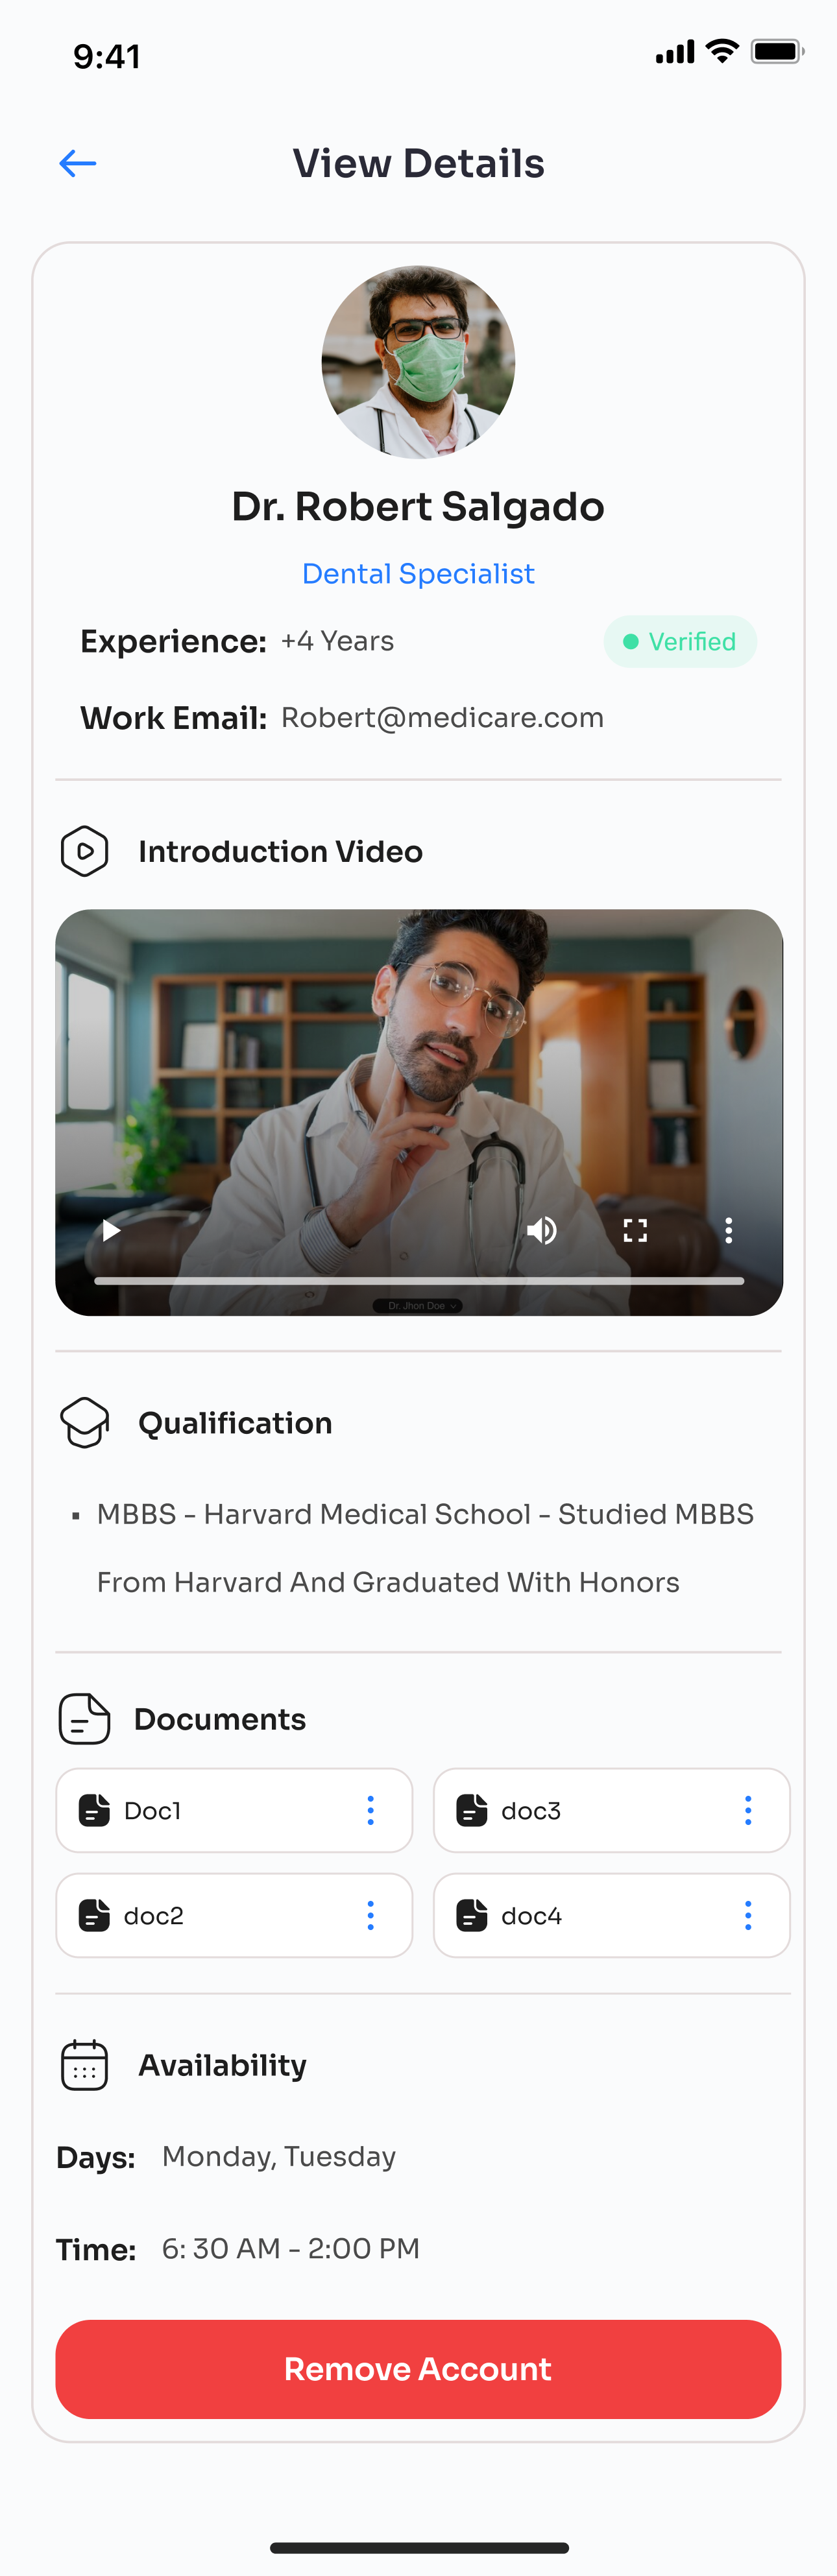 9:41
View Details
Dr. Robert Salgado
Dental Specialist
Experience: +4 Years
Verified
Work Email: Robert@medicare.com
Introduction Video
Dr. Jhon Doe
Qualification
▪ MBBS - Harvard Medical School - Studied MBBS
From Harvard And Graduated With Honors
Documents
Doc1
doc3
doc2
doc4
Availability
Days: Monday, Tuesday
Time: 6: 30 AM - 2:00 PM
Remove Account